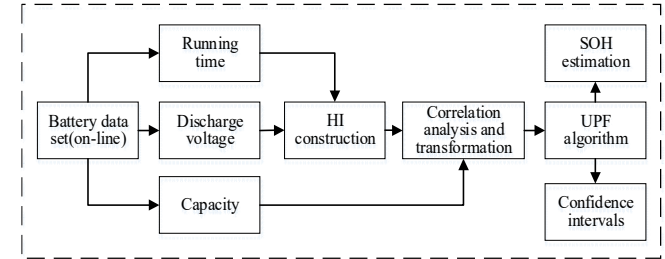 Running
time
SOH
estimation
Battery data
set(on-line)
Discharge
voltage
HI
construction
Correlation
analysis and
transformation
UPF
algorithm
Capacity
Confidence
intervals